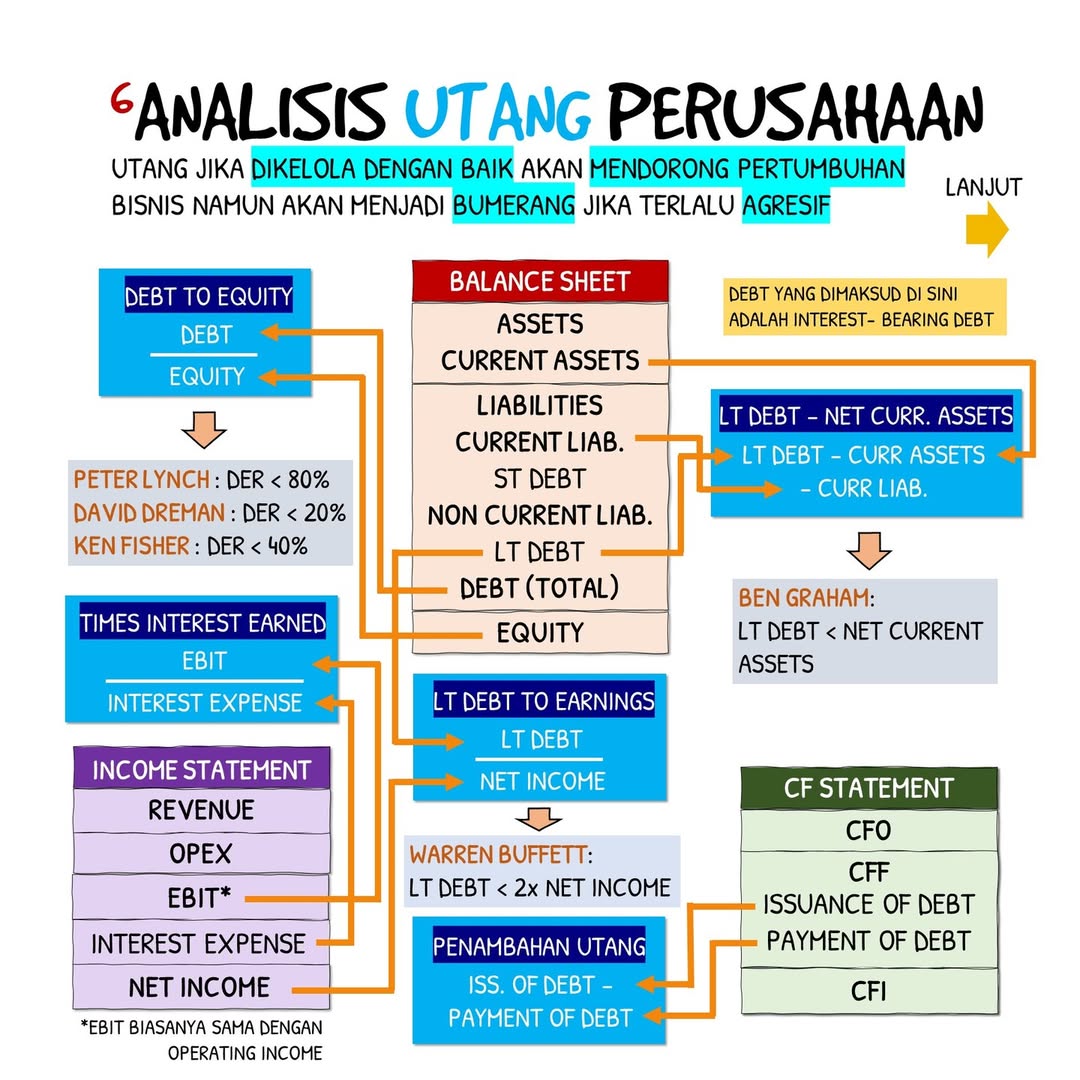 6 ANALISIS UTANG PERUSAHAAN
UTANG JIKA DIKELOLA DENGAN BAIK AKAN MENDORONG PERTUMBUHAN
BISNIS NAMUN AKAN MENJADI BUMERANG JIKA TERLALU AGRESIF
LANJUT
DEBT TO EQUITY
DEBT
EQUITY
PETER LYNCH : DER < 80%
DAVID DREMAN : DER < 20%
KEN FISHER : DER < 40%
BALANCE SHEET
ASSETS
CURRENT ASSETS
LIABILITIES
CURRENT LIAB.
ST DEBT
NON CURRENT LIAB.
LT DEBT
DEBT (TOTAL)
EQUITY
DEBT YANG DIMAKSUD DI SINI
ADALAH INTEREST- BEARING DEBT
LT DEBT - NET CURR. ASSETS
LT DEBT - CURR ASSETS
- CURR LIAB.
BEN GRAHAM:
LT DEBT < NET CURRENT
ASSETS
TIMES INTEREST EARNED
EBIT
INTEREST EXPENSE
INCOME STATEMENT
REVENUE
OPEX
EBIT*
INTEREST EXPENSE
NET INCOME
*EBIT BIASANYA SAMA DENGAN
OPERATING INCOME
LT DEBT TO EARNINGS
LT DEBT
NET INCOME
WARREN BUFFETT:
LT DEBT < 2x NET INCOME
PENAMBAHAN UTANG
ISS. OF DEBT -
PAYMENT OF DEBT
CF STATEMENT
CFO
CFF
ISSUANCE OF DEBT
PAYMENT OF DEBT
CFI